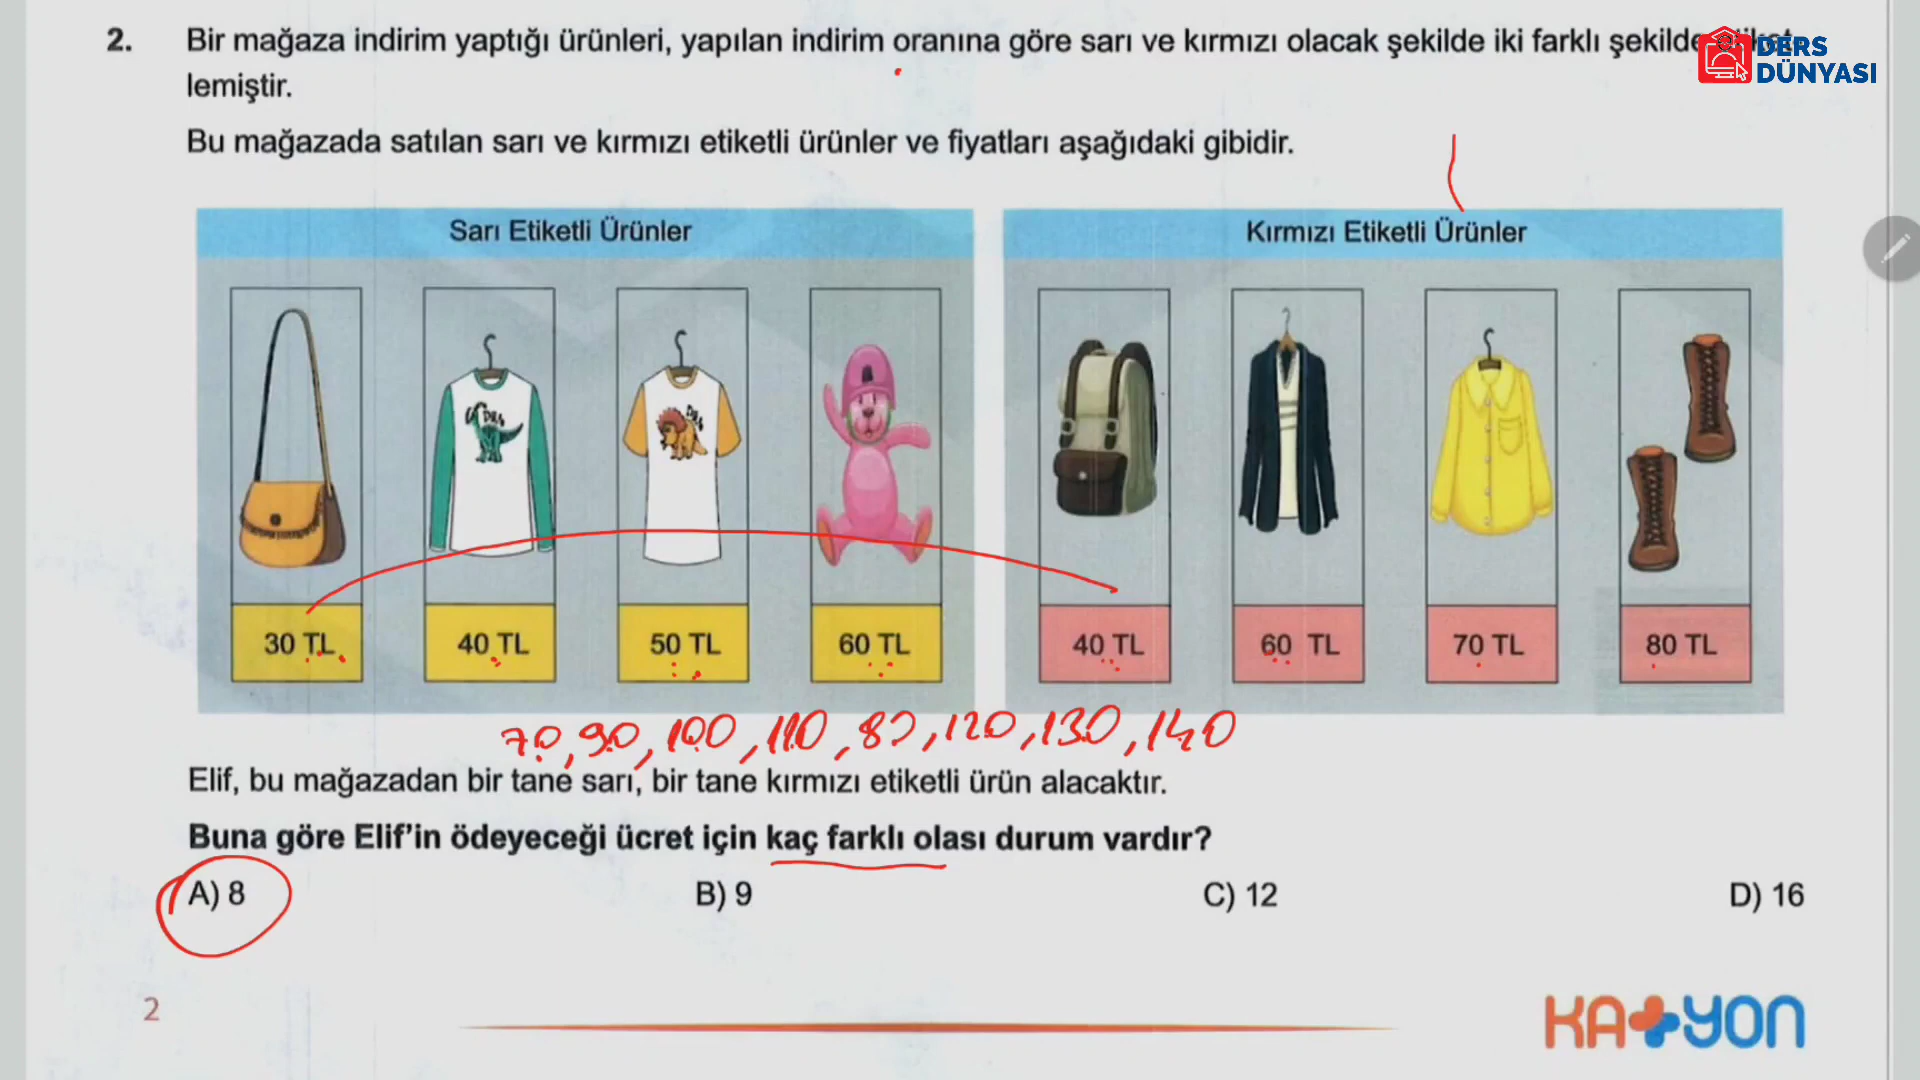 2. Bir mağaza indirim yaptığı ürünleri, yapılan indirim oranına göre sarı ve kırmızı olacak şekilde iki farklı şekilde
DERS
DÜNYASI
lemiştir.
Bu mağazada satılan sarı ve kırmızı etiketli ürünler ve fiyatları aşağıdaki gibidir.
Sarı Etiketli Ürünler
Kırmızı Etiketli Ürünler
30 TL 40 TL 50 TL 60 TL 40 TL 60 TL 70 TL 80 TL
70, 90, 100, 110, 80, 120, 130, 140
Elif, bu mağazadan bir tane sarı, bir tane kırmızı etiketli ürün alacaktır.
Buna göre Elif'in ödeyeceği ücret için kaç farklı olası durum vardır?
A) 8 B) 9 C) 12 D) 16
2
KATYON